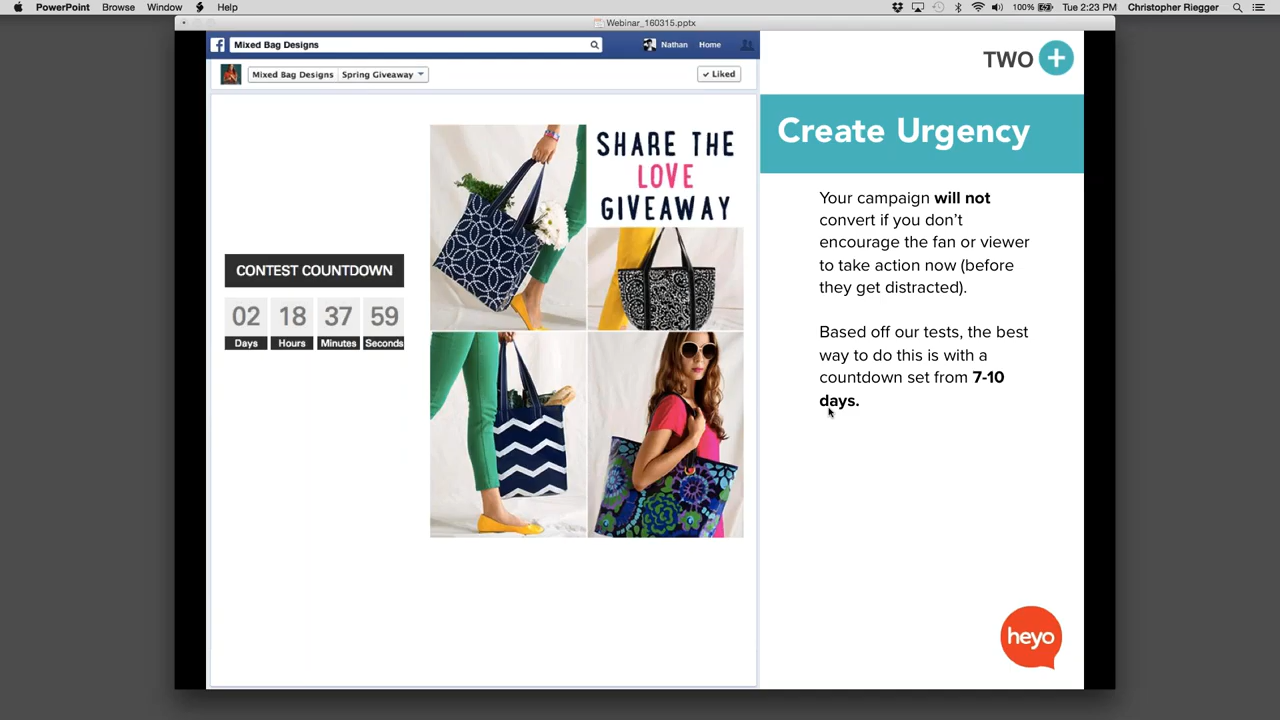 PowerPoint Browse Window Help 100% Tue 2:23 PM Christopher Riegger
Webinar_160315.pptx
Mixed Bag Designs Nathan Home
Mixed Bag Designs Spring Giveaway Liked
SHARE THE
LOVE
GIVEAWAY
CONTEST COUNTDOWN
02 18 37 59
Days Hours Minutes Seconds
TWO
Create Urgency
Your campaign will not
convert if you don’t
encourage the fan or viewer
to take action now (before
they get distracted).
Based off our tests, the best
way to do this is with a
countdown set from 7-10
days.
heyo